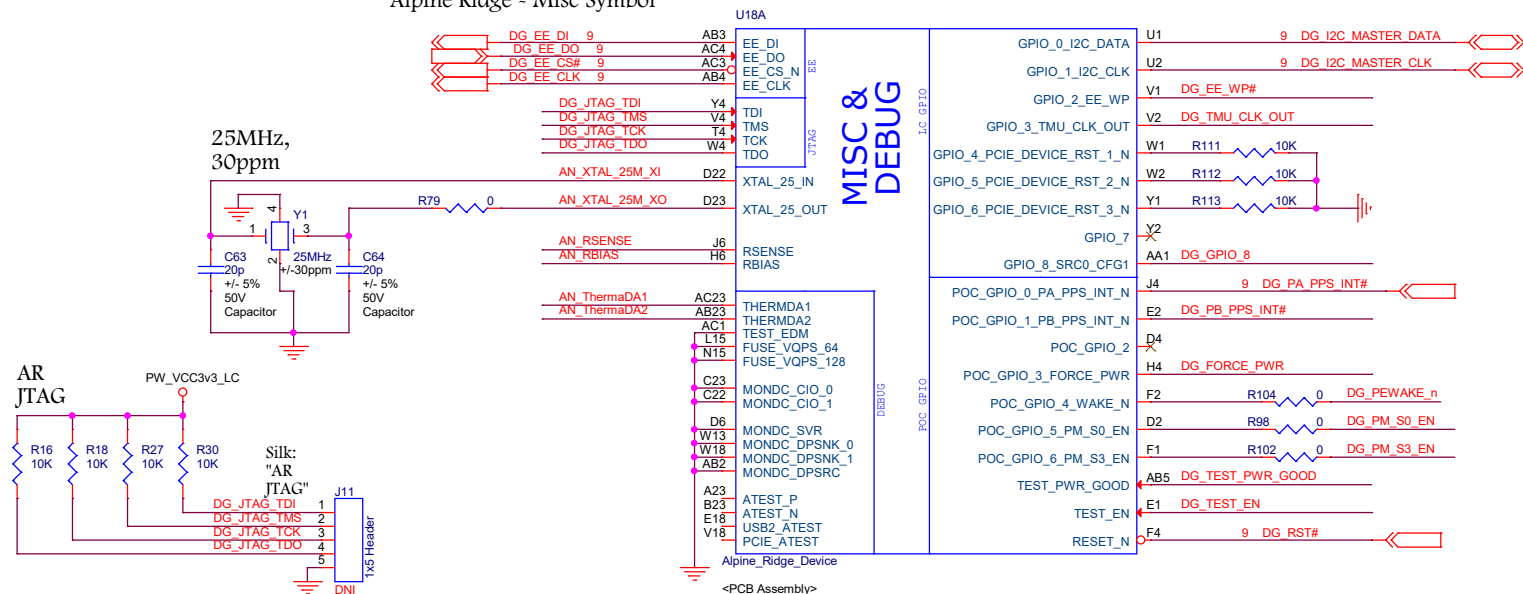 Alpine Ridge - Misc Symbol
U18A
DG_EE_DI 9 AB3 EE_DI
DG_EE_DO 9 AC4 EE_DO
DG_EE_CS# 9 AC3 EE_CS_N
DG_EE_CLK 9 AB4 EE_CLK
EE
DG_JTAG_TDI Y4 TDI
DG_JTAG_TMS V4 TMS
DG_JTAG_TCK T4 TCK
DG_JTAG_TDO W4 TDO
JTAG
MISC &
DEBUG
25MHz,
30ppm
AN_XTAL_25M_XI D22 XTAL_25_IN
R79 0 AN_XTAL_25M_XO D23 XTAL_25_OUT
4
Y1
1
3
2
25MHz
+/-30ppm
C63
20p
+/- 5%
50V
Capacitor
C64
20p
+/- 5%
50V
Capacitor
AN_RSENSE J6 RSENSE
AN_RBIAS H6 RBIAS
AN_ThermaDA1 AC23 THERMDA1
AN_ThermaDA2 AB23 THERMDA2
AC1 TEST_EDM
L15 FUSE_VQPS_64
N15 FUSE_VQPS_128
C23 MONDC_CIO_0
C22 MONDC_CIO_1
D6 MONDC_SVR
W13 MONDC_DPSNK_0
W18 MONDC_DPSNK_1
AB2 MONDC_DPSRC
A23 ATEST_P
B23 ATEST_N
E18 USB2_ATEST
V18 PCIE_ATEST
DEBUG
LC GPIO
GPIO_0_I2C_DATA U1 9 DG_I2C_MASTER_DATA
GPIO_1_I2C_CLK U2 9 DG_I2C_MASTER_CLK
GPIO_2_EE_WP V1 DG_EE_WP#
GPIO_3_TMU_CLK_OUT V2 DG_TMU_CLK_OUT
GPIO_4_PCIE_DEVICE_RST_1_N W1 R111 10K
GPIO_5_PCIE_DEVICE_RST_2_N W2 R112 10K
GPIO_6_PCIE_DEVICE_RST_3_N Y1 R113 10K
GPIO_7 Y2
GPIO_8_SRC0_CFG1 AA1 DG_GPIO_8
POC GPIO
POC_GPIO_0_PA_PPS_INT_N J4 9 DG_PA_PPS_INT#
POC_GPIO_1_PB_PPS_INT_N E2 DG_PB_PPS_INT#
POC_GPIO_2 D4
POC_GPIO_3_FORCE_PWR H4 DG_FORCE_PWR
POC_GPIO_4_WAKE_N F2 R104 0 DG_PEWAKE_n
POC_GPIO_5_PM_S0_EN D2 R98 0 DG_PM_S0_EN
POC_GPIO_6_PM_S3_EN F1 R102 0 DG_PM_S3_EN
TEST_PWR_GOOD AB5 DG_TEST_PWR_GOOD
TEST_EN E1 DG_TEST_EN
RESET_N F4 9 DG_RST#
Alpine_Ridge_Device
<PCB Assembly>
AR
JTAG
PW_VCC3v3_LC
R16
10K
R18
10K
R27
10K
R30
10K
Silk:
"AR
JTAG"
J11
DG_JTAG_TDI 1
DG_JTAG_TMS 2
DG_JTAG_TCK 3
DG_JTAG_TDO 4
5
1x5 Header
DNI